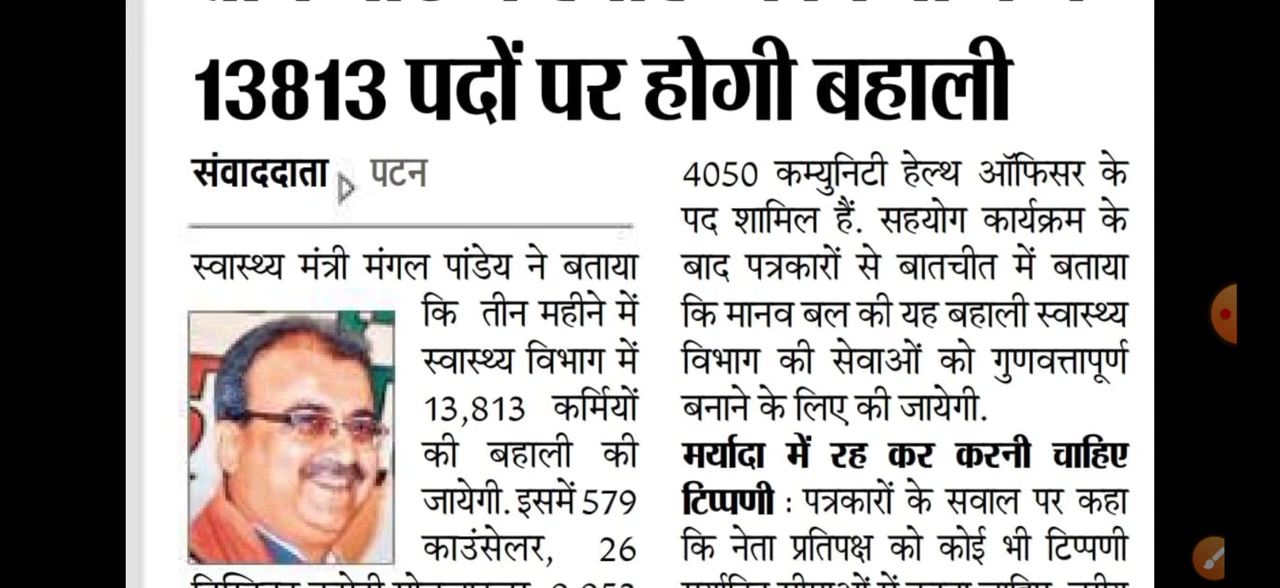 13813 पदों पर होगी बहाली
संवाददाता ▷ पटन
स्वास्थ्य मंत्री मंगल पांडेय ने बताया
कि तीन महीने में
स्वास्थ्य विभाग में
13,813 कर्मियों
की बहाली की
जायेगी. इसमें 579
काउंसेलर, 26
4050 कम्युनिटी हेल्थ ऑफिसर के
पद शामिल हैं. सहयोग कार्यक्रम के
बाद पत्रकारों से बातचीत में बताया
कि मानव बल की यह बहाली स्वास्थ्य
विभाग की सेवाओं को गुणवत्तापूर्ण
बनाने के लिए की जायेगी.
मर्यादा में रह कर करनी चाहिए
टिप्पणी : पत्रकारों के सवाल पर कहा
कि नेता प्रतिपक्ष को कोई भी टिप्पणी